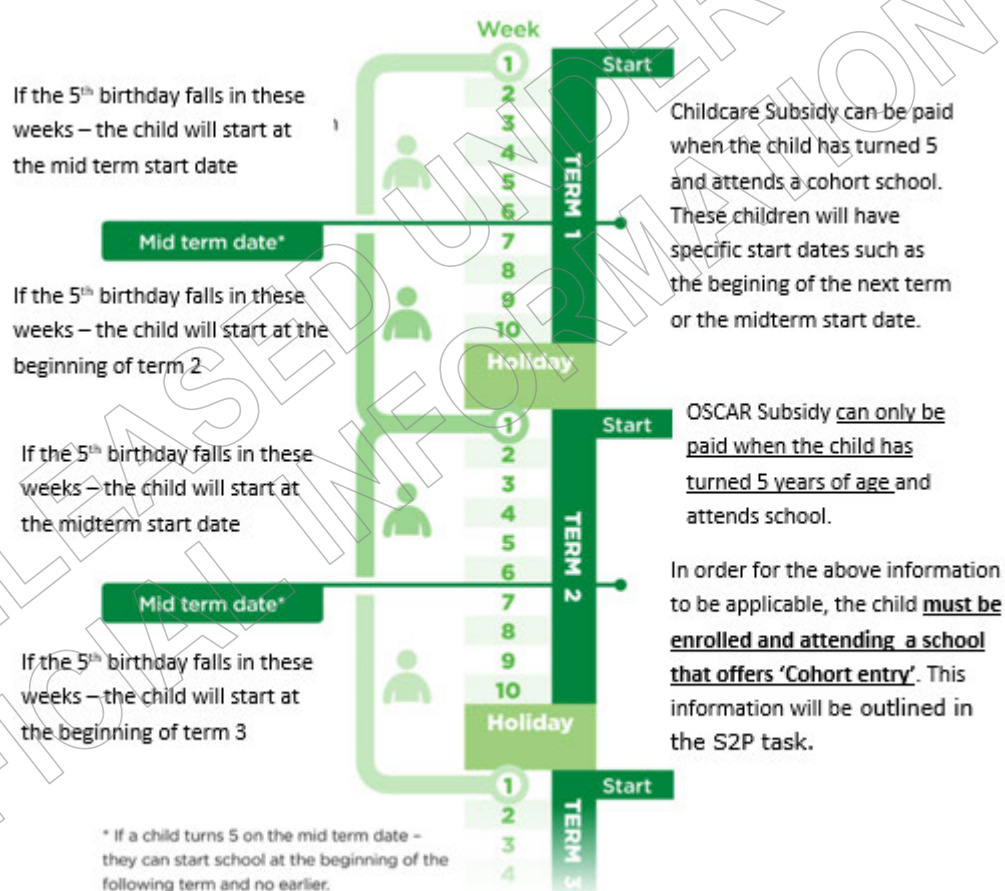 Week
1
Start
2
3
4
5
6
TERM 1
If the 5th birthday falls in these
weeks – the child will start at
the mid term start date
Childcare Subsidy can be paid
when the child has turned 5
and attends a cohort school.
These children will have
specific start dates such as
the begining of the next term
or the midterm start date.
Mid term date*
7
8
9
10
Holiday
If the 5th birthday falls in these
weeks – the child will start at the
beginning of term 2
1
Start
2
3
4
5
6
TERM 2
OSCAR Subsidy can only be
paid when the child has
turned 5 years of age and
attends school.
If the 5th birthday falls in these
weeks – the child will start at
the midterm start date
Mid term date*
7
8
9
10
Holiday
In order for the above information
to be applicable, the child must be
enrolled and attending a school
that offers 'Cohort entry'. This
information will be outlined in
the S2P task.
If the 5th birthday falls in these
weeks – the child will start at
the beginning of term 3
1
Start
2
3
4
TERM 3
* If a child turns 5 on the mid term date –
they can start school at the beginning of the
following term and no earlier.
RELEASED UNDER
OFFICIAL INFORMATION